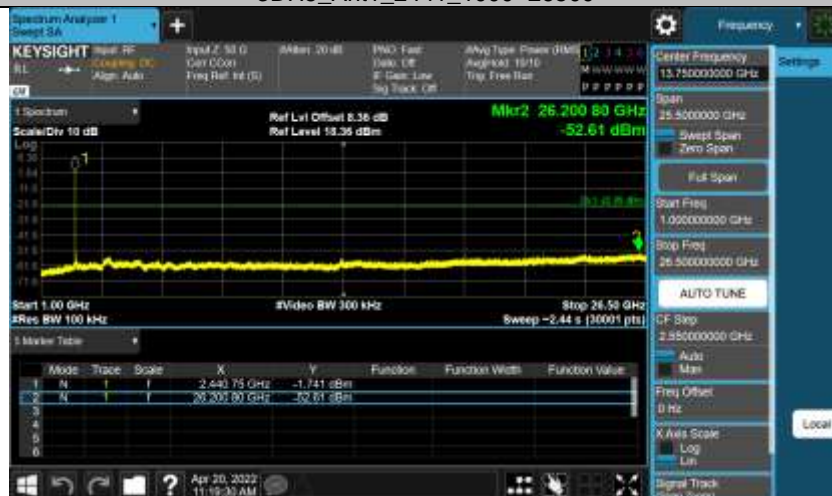 Spectrum Analyzer 1
Swept SA
+
Frequency
KEYSIGHT
Input: RF
Coupling: DC
Align: Auto
Input Z: 50 Ω
Corr CCorr
Freq Ref: Int (S)
#Atten: 20 dB
PNO: Fast
Gate: Off
IF Gain: Low
Sig Track: Off
#Avg Type: Power (RMS)
Avg|Hold: 10/10
Trig: Free Run
1 2 3 4 5 6
M W W W W W
P P P P P P
1 Spectrum
Scale/Div 10 dB
Log
Ref Lvl Offset 8.36 dB
Ref Level 18.36 dBm
Mkr2 26.200 80 GHz
-52.61 dBm
1
Start 1.00 GHz
#Res BW 100 kHz
#Video BW 300 kHz
Stop 26.50 GHz
Sweep ~2.44 s (30001 pts)
5 Marker Table
Mode Trace Scale X Y Function Function Width Function Value
1 N 1 f 2.440 75 GHz -1.741 dBm
2 N 1 f 26.200 80 GHz -52.61 dBm
3
4
5
6
Apr 20, 2022
11:19:30 AM
Center Frequency
13.750000000 GHz
Settings
Span
25.5000000 GHz
Swept Span
Zero Span
Full Span
Start Freq
1.000000000 GHz
Stop Freq
26.500000000 GHz
AUTO TUNE
CF Step
2.550000000 GHz
Auto
Man
Freq Offset
0 Hz
X Axis Scale
Log
Lin
Local
Signal Track